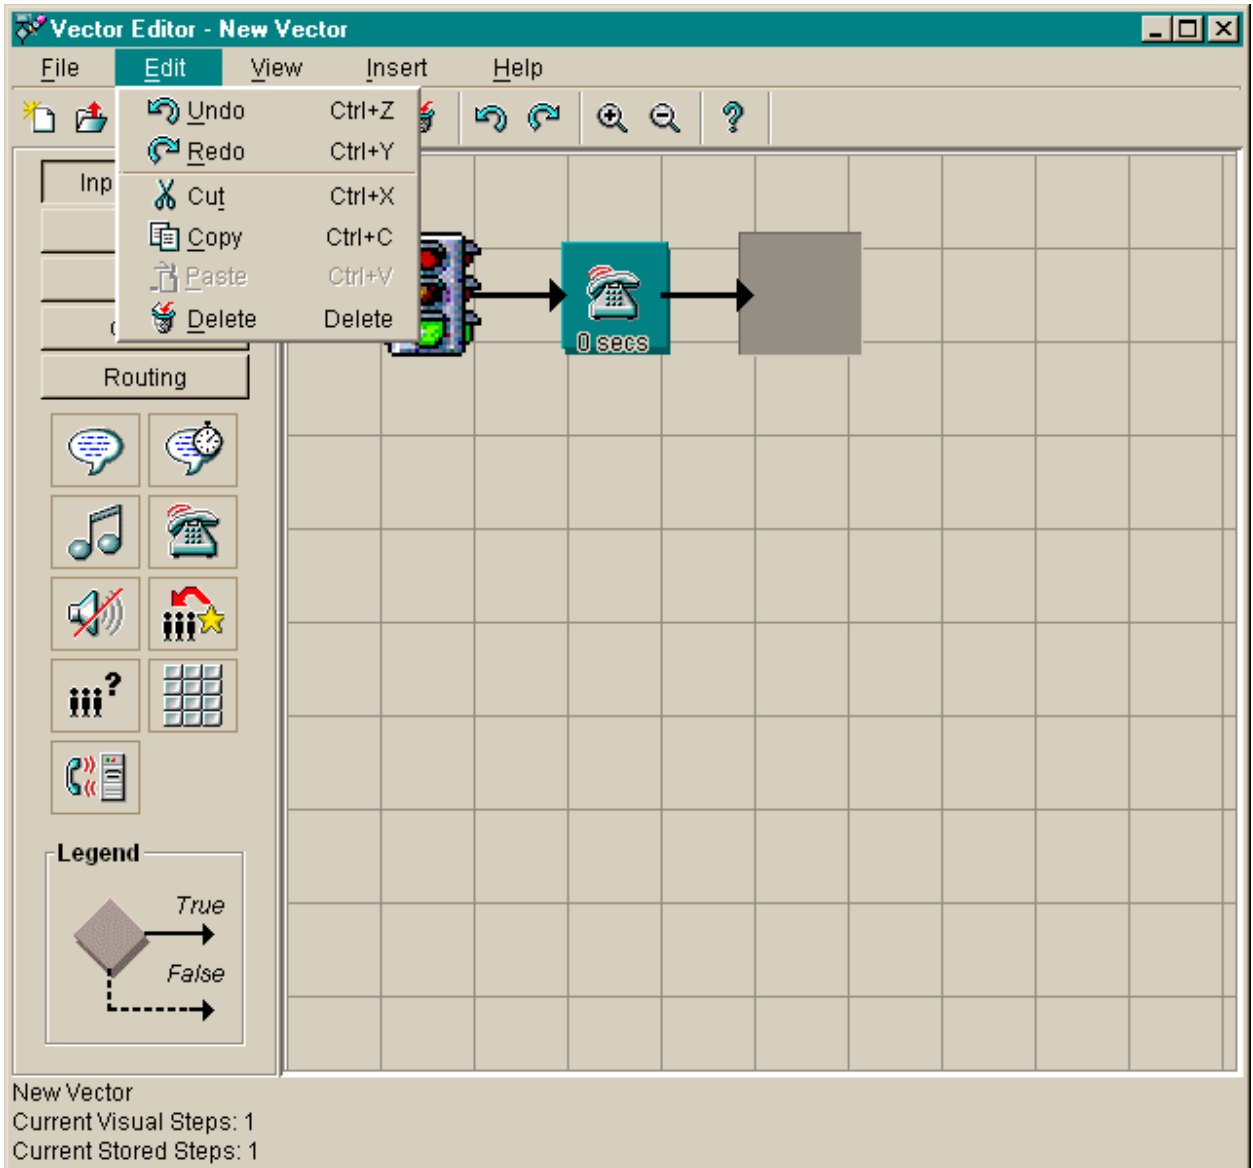 Vector Editor - New Vector
File Edit View Insert Help
Undo Ctrl+Z
Redo Ctrl+Y
Cut Ctrl+X
Copy Ctrl+C
Paste Ctrl+V
Delete Delete
Inp
Routing
0 secs
Legend
True
False
New Vector
Current Visual Steps: 1
Current Stored Steps: 1